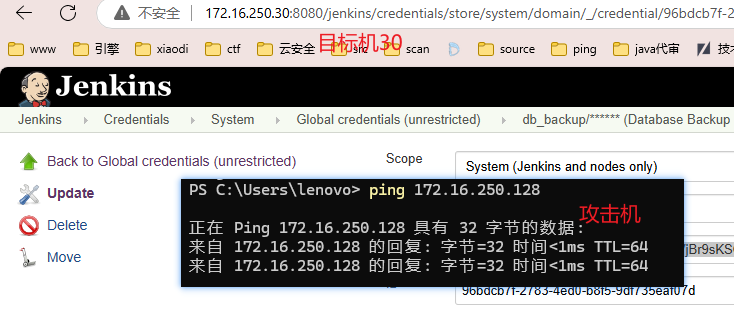 不安全 172.16.250.30:8080/jenkins/credentials/store/system/domain/_/credential/96bdcb7f-2
www 引擎 xiaodi ctf 云安全 src scan source ping java代审
目标机30
Jenkins
Jenkins Credentials System Global credentials (unrestricted) db_backup/****** (Database Backup
Back to Global credentials (unrestricted)
Scope
System (Jenkins and nodes only)
Update
Delete
Move
PS C:\Users\lenovo> ping 172.16.250.128
攻击机
正在 Ping 172.16.250.128 具有 32 字节的数据:
来自 172.16.250.128 的回复: 字节=32 时间<1ms TTL=64
来自 172.16.250.128 的回复: 字节=32 时间<1ms TTL=64
96bdcb7f-2783-4ed0-b8f5-9df735eaf07d